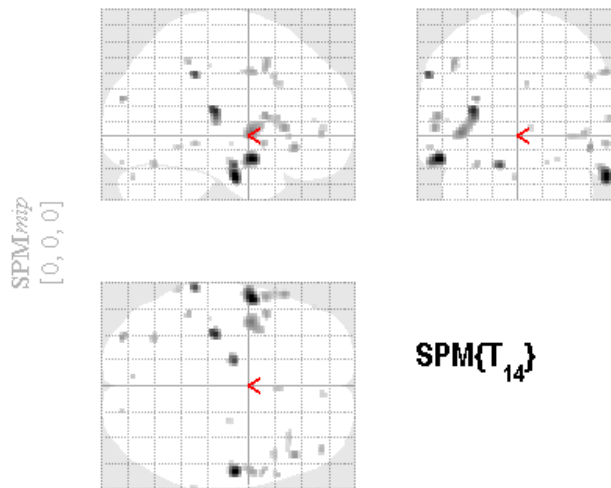 SPMmip
[0, 0, 0]
<
<
<
SPM{T14}